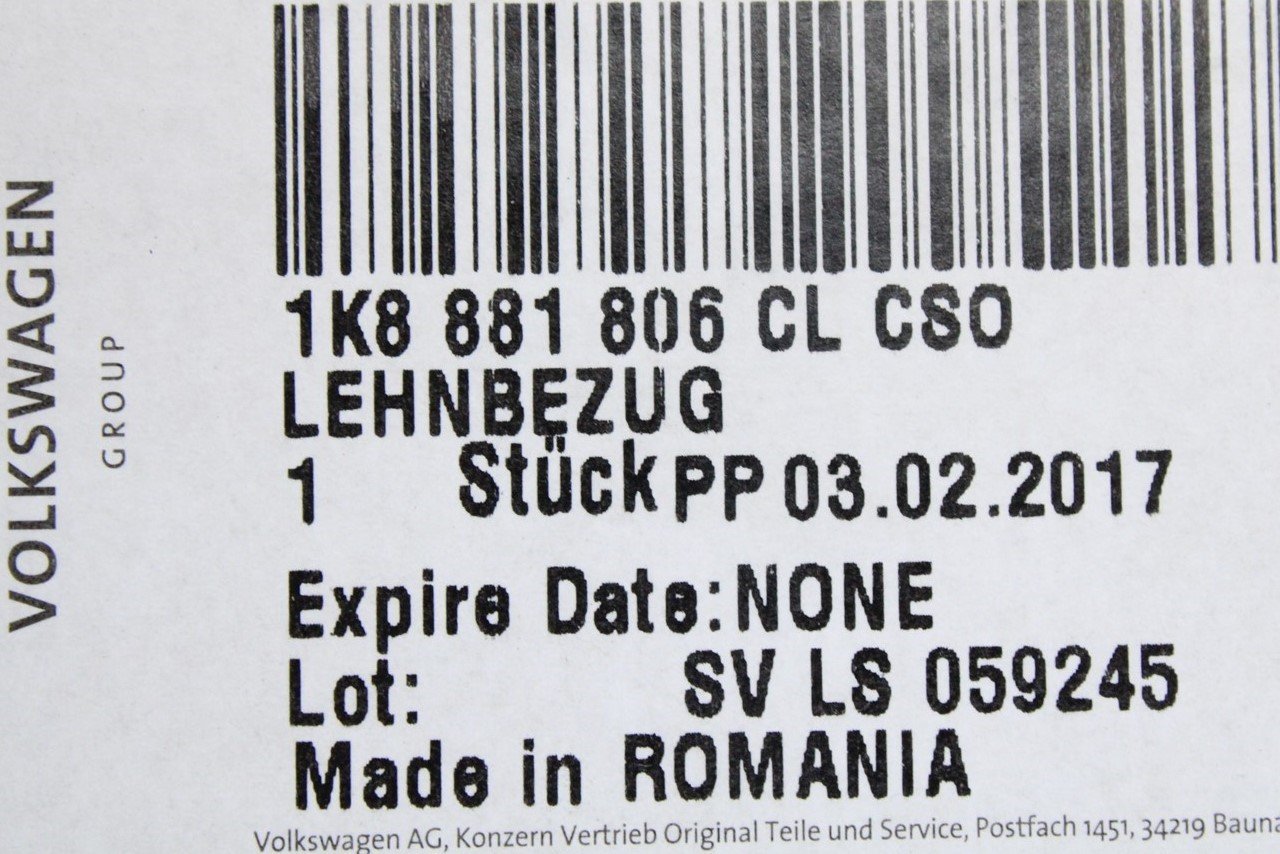 VOLKSWAGEN
GROUP
1K8 881 806 CL CSO
LEHNBEZUG
1 Stück PP 03.02.2017
Expire Date: NONE
Lot: SV LS 059245
Made in ROMANIA
Volkswagen AG, Konzern Vertrieb Original Teile und Service, Postfach 1451, 34219